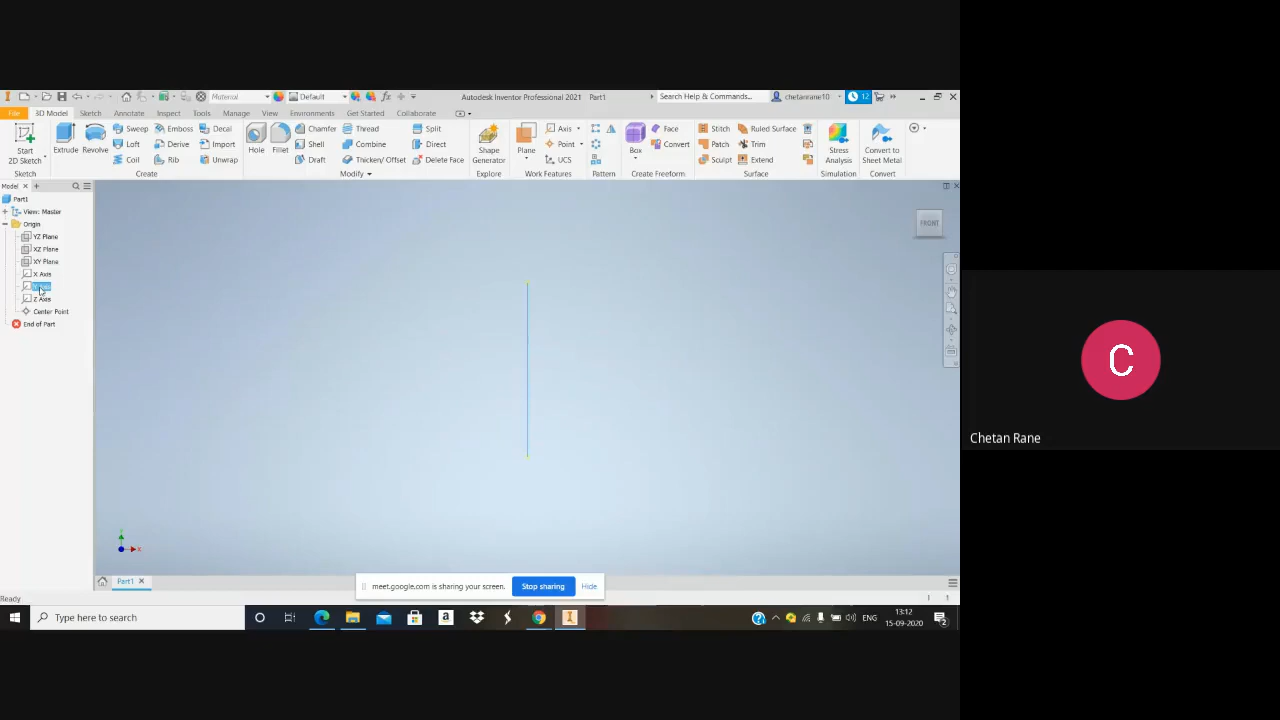 Material
Default
Autodesk Inventor Professional 2021 Part1
Search Help & Commands...
chetanrane10
12
File 3D Model Sketch Annotate Inspect Tools Manage View Environments Get Started Collaborate
Start
2D Sketch
Sketch
Extrude
Revolve
Sweep
Loft
Coil
Emboss
Derive
Rib
Decal
Import
Unwrap
Create
Hole
Fillet
Chamfer
Shell
Draft
Thread
Combine
Thicken/ Offset
Split
Direct
Delete Face
Modify
Shape
Generator
Explore
Plane
Axis
Point
UCS
Work Features
Pattern
Box
Face
Convert
Create Freeform
Stitch
Patch
Sculpt
Ruled Surface
Trim
Extend
Surface
Stress
Analysis
Simulation
Convert to
Sheet Metal
Convert
Model
Part1
View: Master
Origin
YZ Plane
XZ Plane
XY Plane
X Axis
Z Axis
Center Point
End of Part
FRONT
Y
X
Part1
meet.google.com is sharing your screen.
Stop sharing
Hide
Ready
1 1
Type here to search
ENG
13:12
15-09-2020
2
C
Chetan Rane